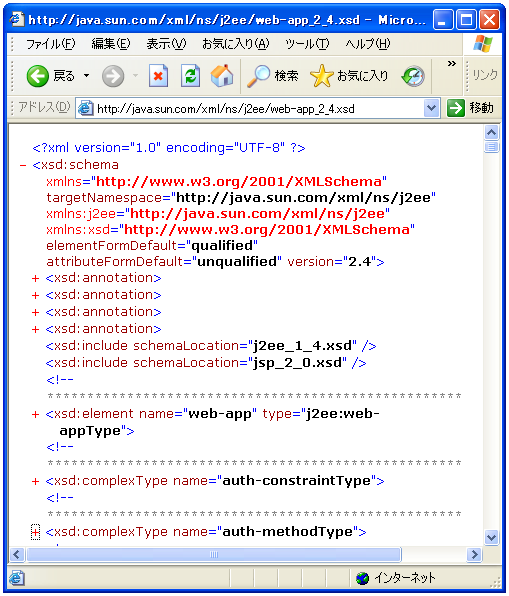 http://java.sun.com/xml/ns/j2ee/web-app_2_4.xsd - Micro...
ファイル(F) 編集(E) 表示(V) お気に入り(A) ツール(T) ヘルプ(H)
戻る 検索 お気に入り » リンク
アドレス(D) http://java.sun.com/xml/ns/j2ee/web-app_2_4.xsd 移動
<?xml version="1.0" encoding="UTF-8" ?>
- <xsd:schema
xmlns="http://www.w3.org/2001/XMLSchema"
targetNamespace="http://java.sun.com/xml/ns/j2ee"
xmlns:j2ee="http://java.sun.com/xml/ns/j2ee"
xmlns:xsd="http://www.w3.org/2001/XMLSchema"
elementFormDefault="qualified"
attributeFormDefault="unqualified" version="2.4">
+ <xsd:annotation>
+ <xsd:annotation>
+ <xsd:annotation>
+ <xsd:annotation>
<xsd:include schemaLocation="j2ee_1_4.xsd" />
<xsd:include schemaLocation="jsp_2_0.xsd" />
<!--
******************************************
+ <xsd:element name="web-app" type="j2ee:web-
appType">
<!--
******************************************
+ <xsd:complexType name="auth-constraintType">
<!--
******************************************
+ <xsd:complexType name="auth-methodType">
インターネット